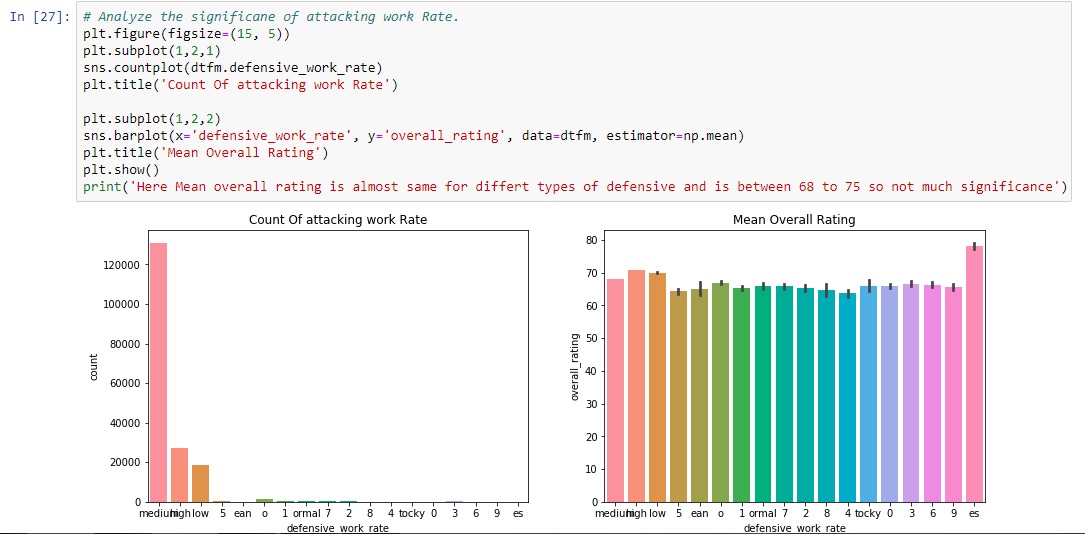 In [27]:
# Analyze the significane of attacking work Rate.
plt.figure(figsize=(15, 5))
plt.subplot(1,2,1)
sns.countplot(dtfm.defensive_work_rate)
plt.title('Count Of attacking work Rate')
plt.subplot(1,2,2)
sns.barplot(x='defensive_work_rate', y='overall_rating', data=dtfm, estimator=np.mean)
plt.title('Mean Overall Rating')
plt.show()
print('Here Mean overall rating is almost same for differt types of defensive and is between 68 to 75 so not much significance')
Count Of attacking work Rate
120000
100000
80000
60000
40000
20000
0
count
medium high low 5 ean o 1 ormal 7 2 8 4 tocky 0 3 6 9 es
defensive_work_rate
Mean Overall Rating
80
70
60
50
40
30
20
10
0
overall_rating
medium high low 5 ean o 1 ormal 7 2 8 4 tocky 0 3 6 9 es
defensive_work_rate